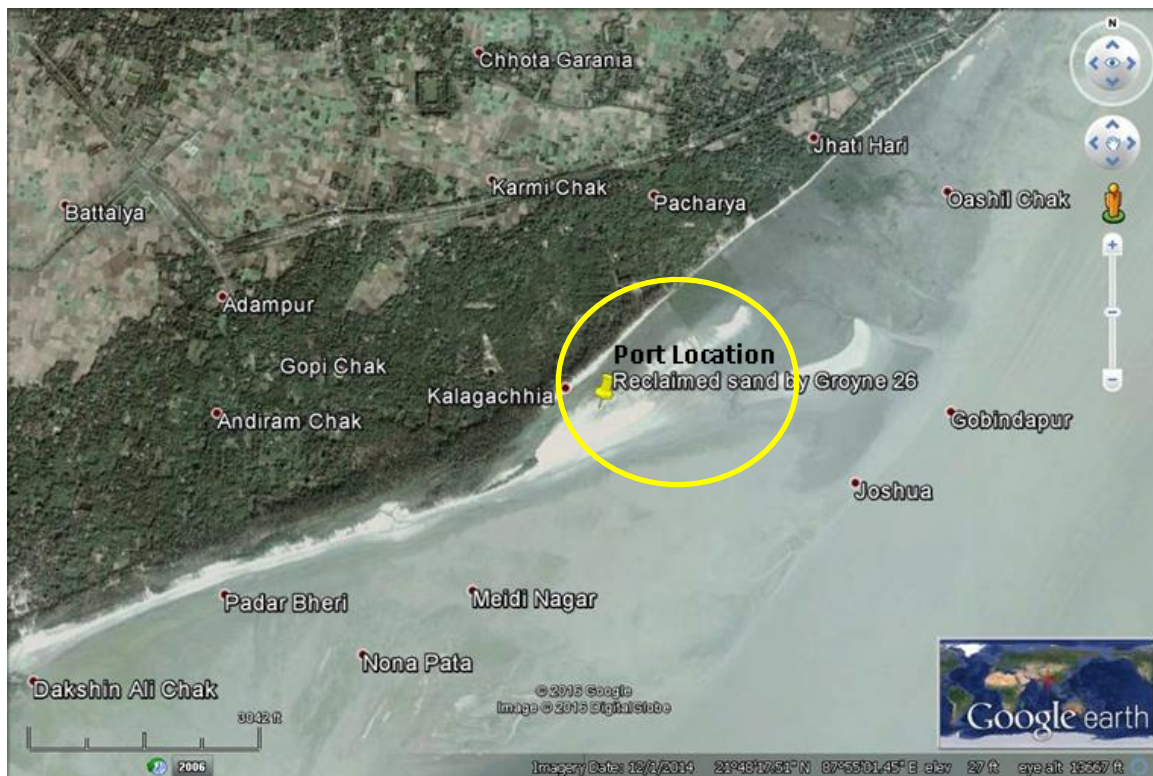 N
Chhota Garania
Jhati Hari
Karmi Chak
Pacharya
Oashil Chak
Battalya
Adampur
Port Location
Gopi Chak
Reclaimed sand by Groyne 26
Kalagachhia
Andiram Chak
Gobindapur
Joshua
Padar Bheri
Meidi Nagar
Nona Pata
Dakshin Ali Chak
3042 ft
© 2016 Google
Image © 2016 DigitalGlobe
Google earth
2006
Imagery Date: 12/1/2014 21°48'17.51" N 87°55'01.45" E elev 27 ft eye alt 13667 ft